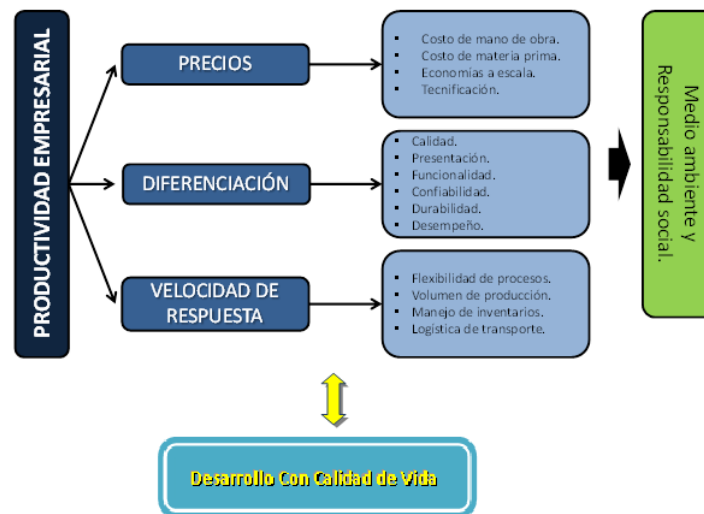 PRODUCTIVIDAD EMPRESARIAL
PRECIOS
Costo de mano de obra.
Costo de materia prima.
Economías a escala.
Tecnificación.
DIFERENCIACIÓN
Calidad.
Presentación.
Funcionalidad.
Confiabilidad.
Durabilidad.
Desempeño.
VELOCIDAD DE
RESPUESTA
Flexibilidad de procesos.
Volumen de producción.
Manejo de inventarios.
Logística de transporte.
Medio ambiente y
Responsabilidad social.
Desarrollo Con Calidad de Vida